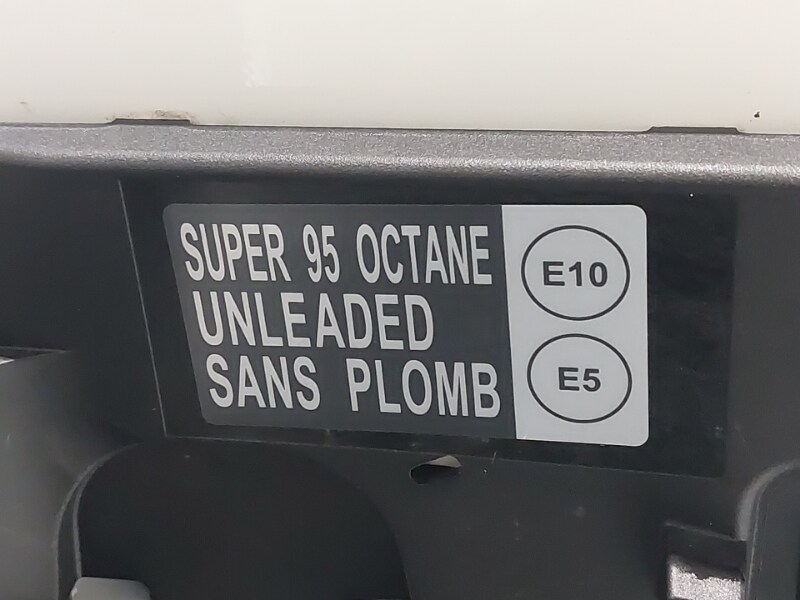 SUPER 95 OCTANE
UNLEADED
SANS PLOMB
E10
E5